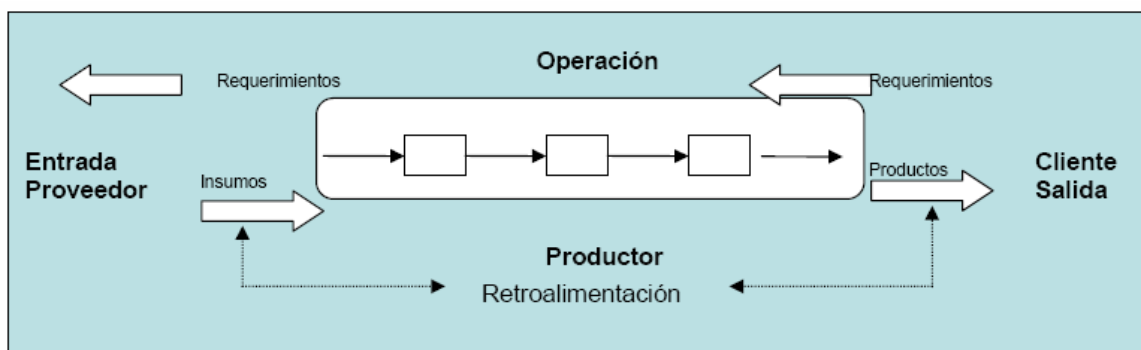 Operación
Requerimientos
Requerimientos
Entrada
Proveedor
Insumos
Productos
Cliente
Salida
Productor
Retroalimentación